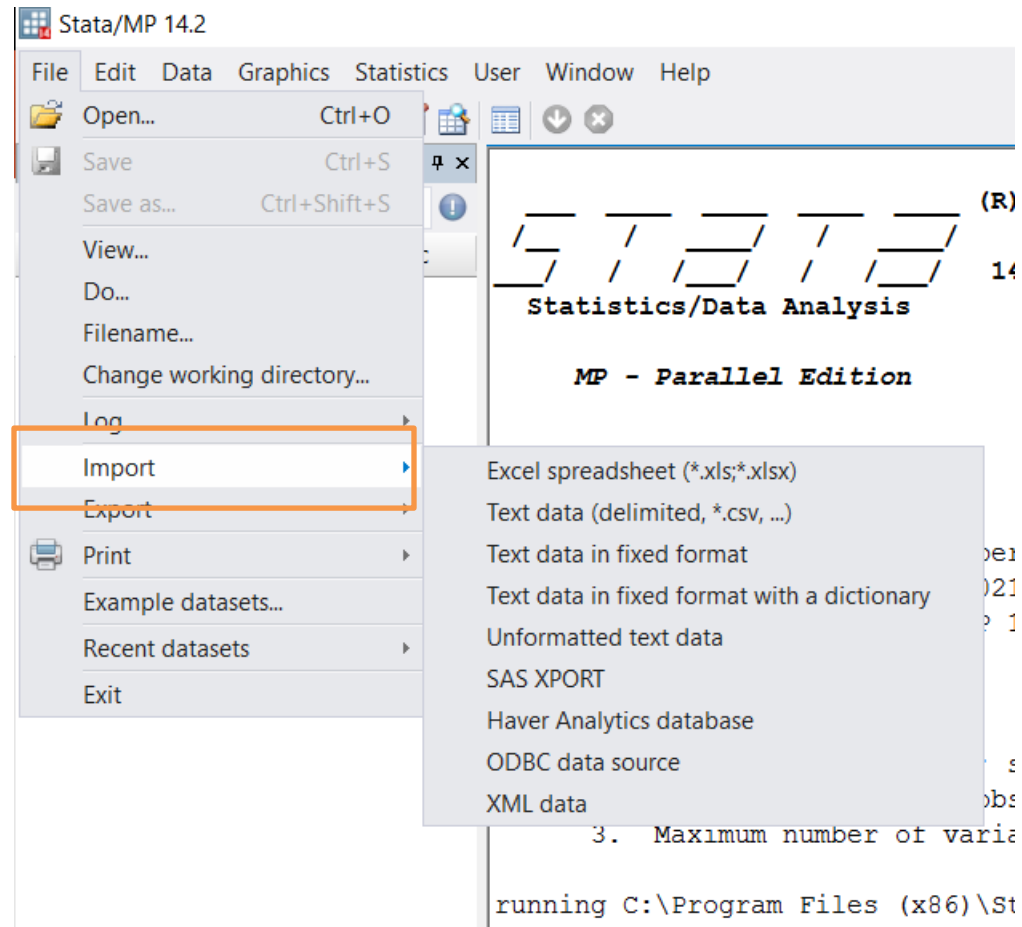 Stata/MP 14.2
File Edit Data Graphics Statistics User Window Help
Open... Ctrl+O
Save Ctrl+S
Save as... Ctrl+Shift+S
View...
Do...
Filename...
Change working directory...
Log
Import
Export
Print
Example datasets...
Recent datasets
Exit
Excel spreadsheet (*.xls;*.xlsx)
Text data (delimited, *.csv, ...)
Text data in fixed format
Text data in fixed format with a dictionary
Unformatted text data
SAS XPORT
Haver Analytics database
ODBC data source
XML data
(R)
STATA
14
Statistics/Data Analysis
MP - Parallel Edition
3. Maximum number of
running C:\Program Files (x86)\St